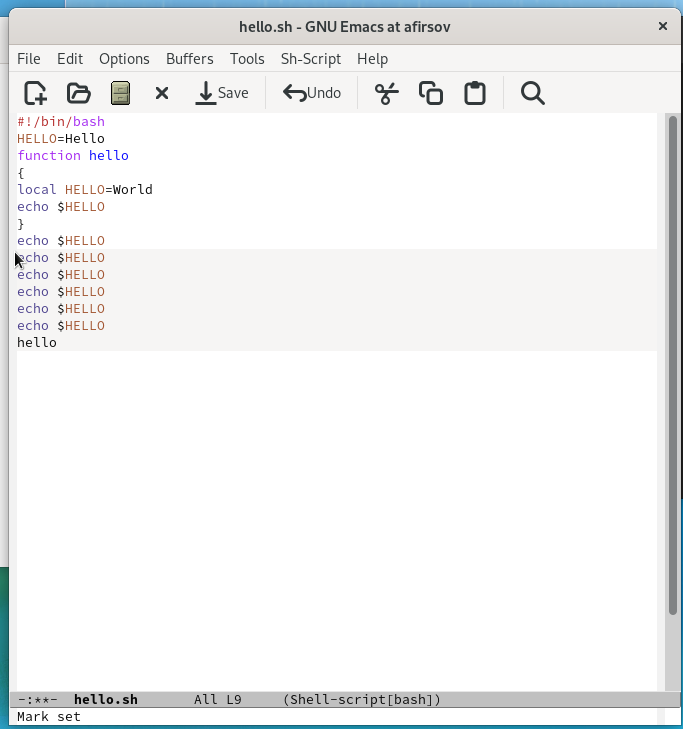 hello.sh - GNU Emacs at afirsov ×
File Edit Options Buffers Tools Sh-Script Help
Save Undo
#!/bin/bash
HELLO=Hello
function hello
{
local HELLO=World
echo $HELLO
}
echo $HELLO
echo $HELLO
echo $HELLO
echo $HELLO
echo $HELLO
echo $HELLO
hello
-:**- hello.sh All L9 (Shell-script[bash])
Mark set